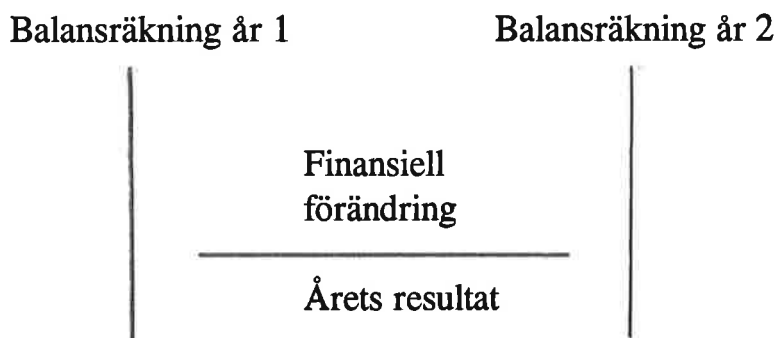 Balansräkning år 1
Balansräkning år 2
Finansiell
förändring
Årets resultat